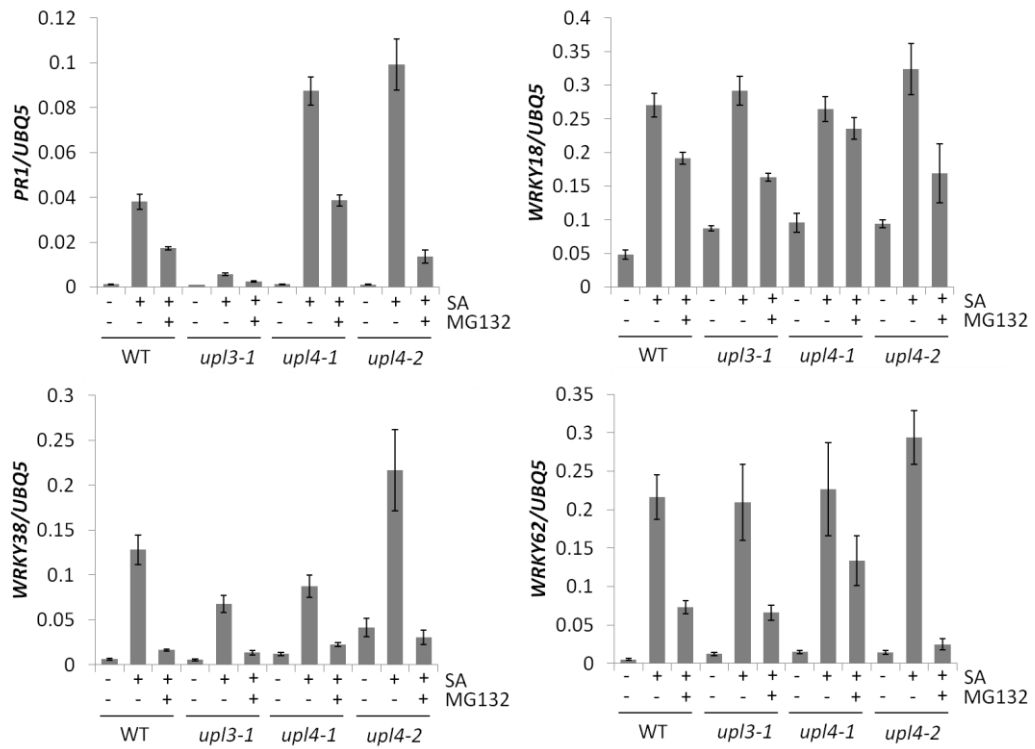 PR1/UBQ5
0.12
0.1
0.08
0.06
0.04
0.02
0
- + + - + + - + + - + + SA
- - + - - + - - + - - + MG132
WT upl3-1 upl4-1 upl4-2
WRKY18/UBQ5
0.4
0.35
0.3
0.25
0.2
0.15
0.1
0.05
0
- + + - + + - + + - + + SA
- - + - - + - - + - - + MG132
WT upl3-1 upl4-1 upl4-2
WRKY38/UBQ5
0.3
0.25
0.2
0.15
0.1
0.05
0
- + + - + + - + + - + + SA
- - + - - + - - + - - + MG132
WT upl3-1 upl4-1 upl4-2
WRKY62/UBQ5
0.35
0.3
0.25
0.2
0.15
0.1
0.05
0
- + + - + + - + + - + + SA
- - + - - + - - + - - + MG132
WT upl3-1 upl4-1 upl4-2